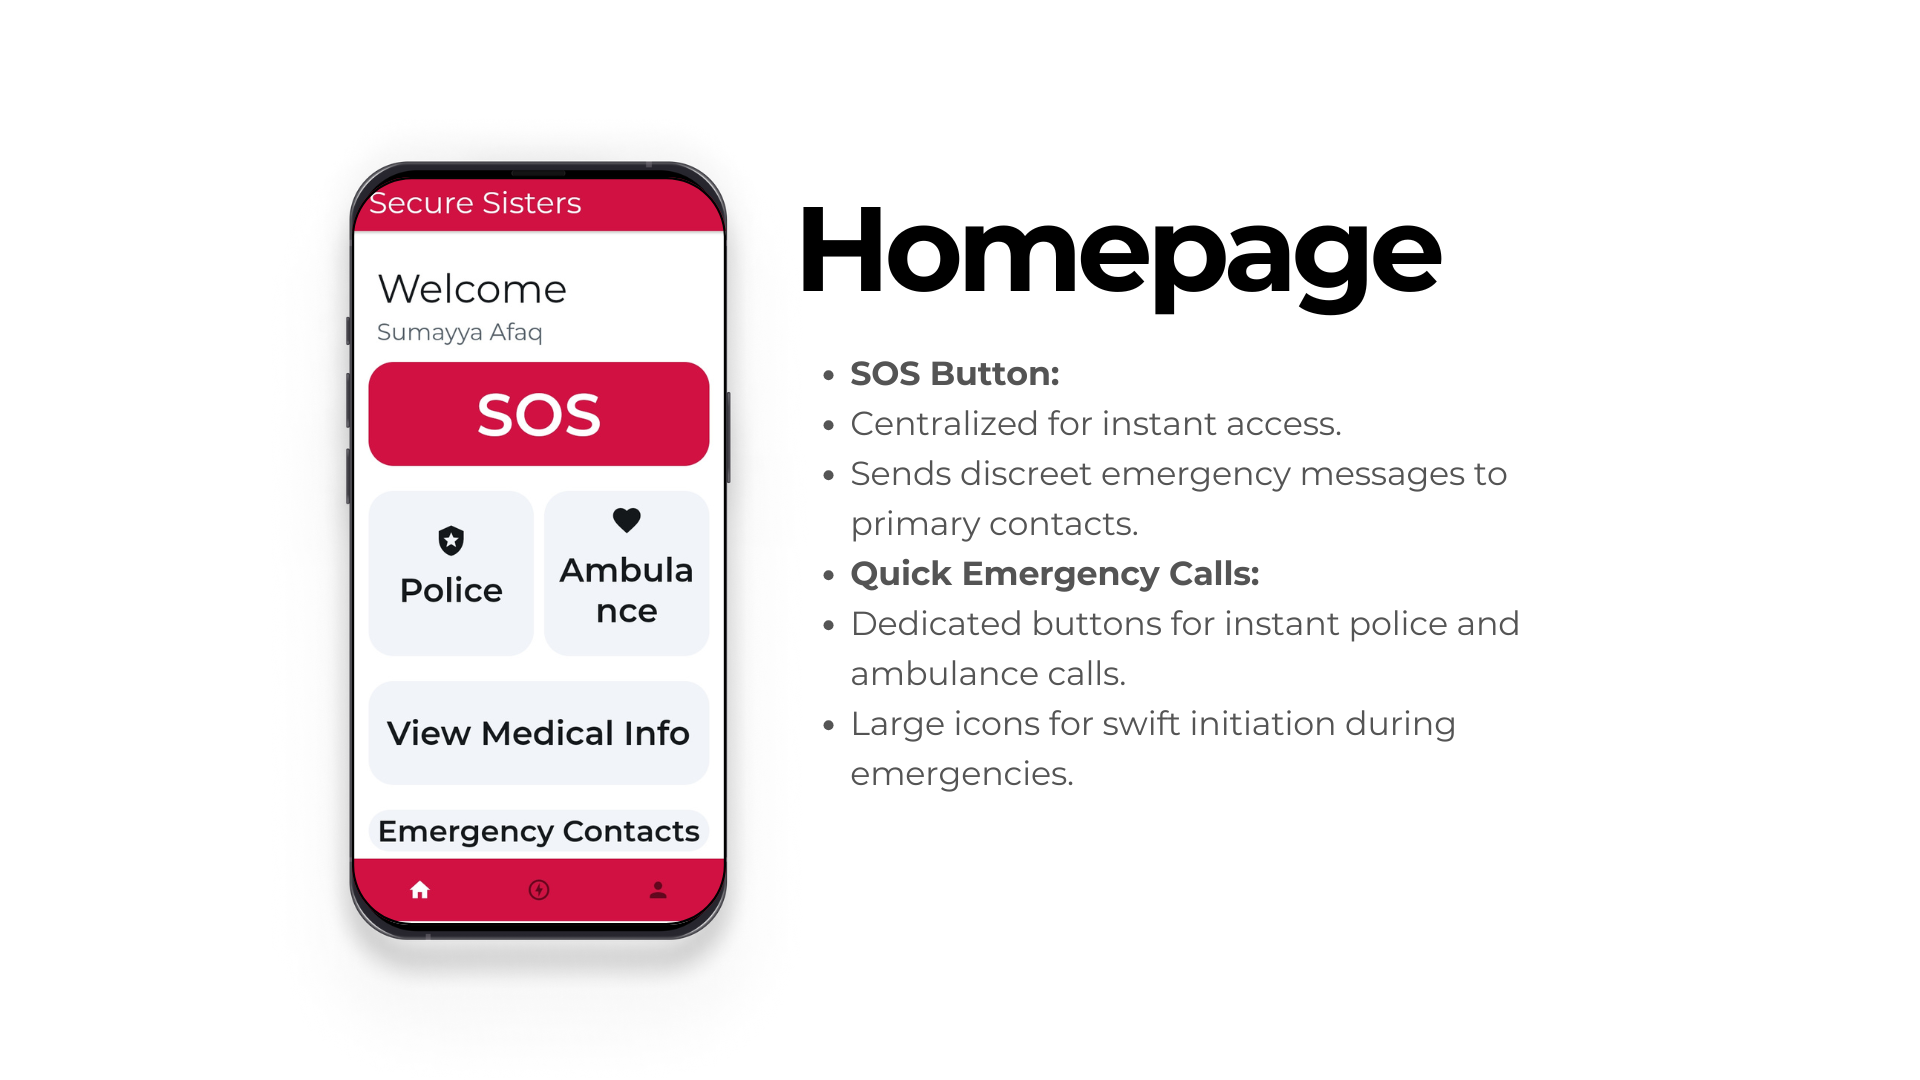 Secure Sisters
Welcome
Sumayya Afaq
SOS
Police
Ambula
nce
View Medical Info
Emergency Contacts
Homepage
• SOS Button:
• Centralized for instant access.
• Sends discreet emergency messages to
primary contacts.
• Quick Emergency Calls:
• Dedicated buttons for instant police and
ambulance calls.
• Large icons for swift initiation during
emergencies.